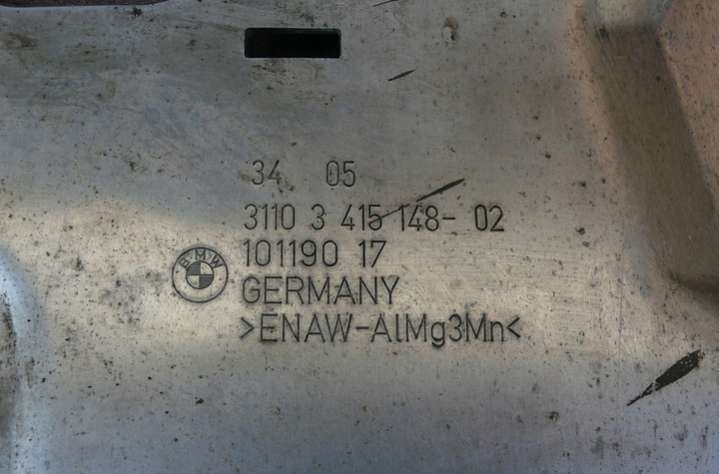 34 05
3110 3 415 148- 02
101190 17
BMW
GERMANY
>ENAW-AlMg3Mn<